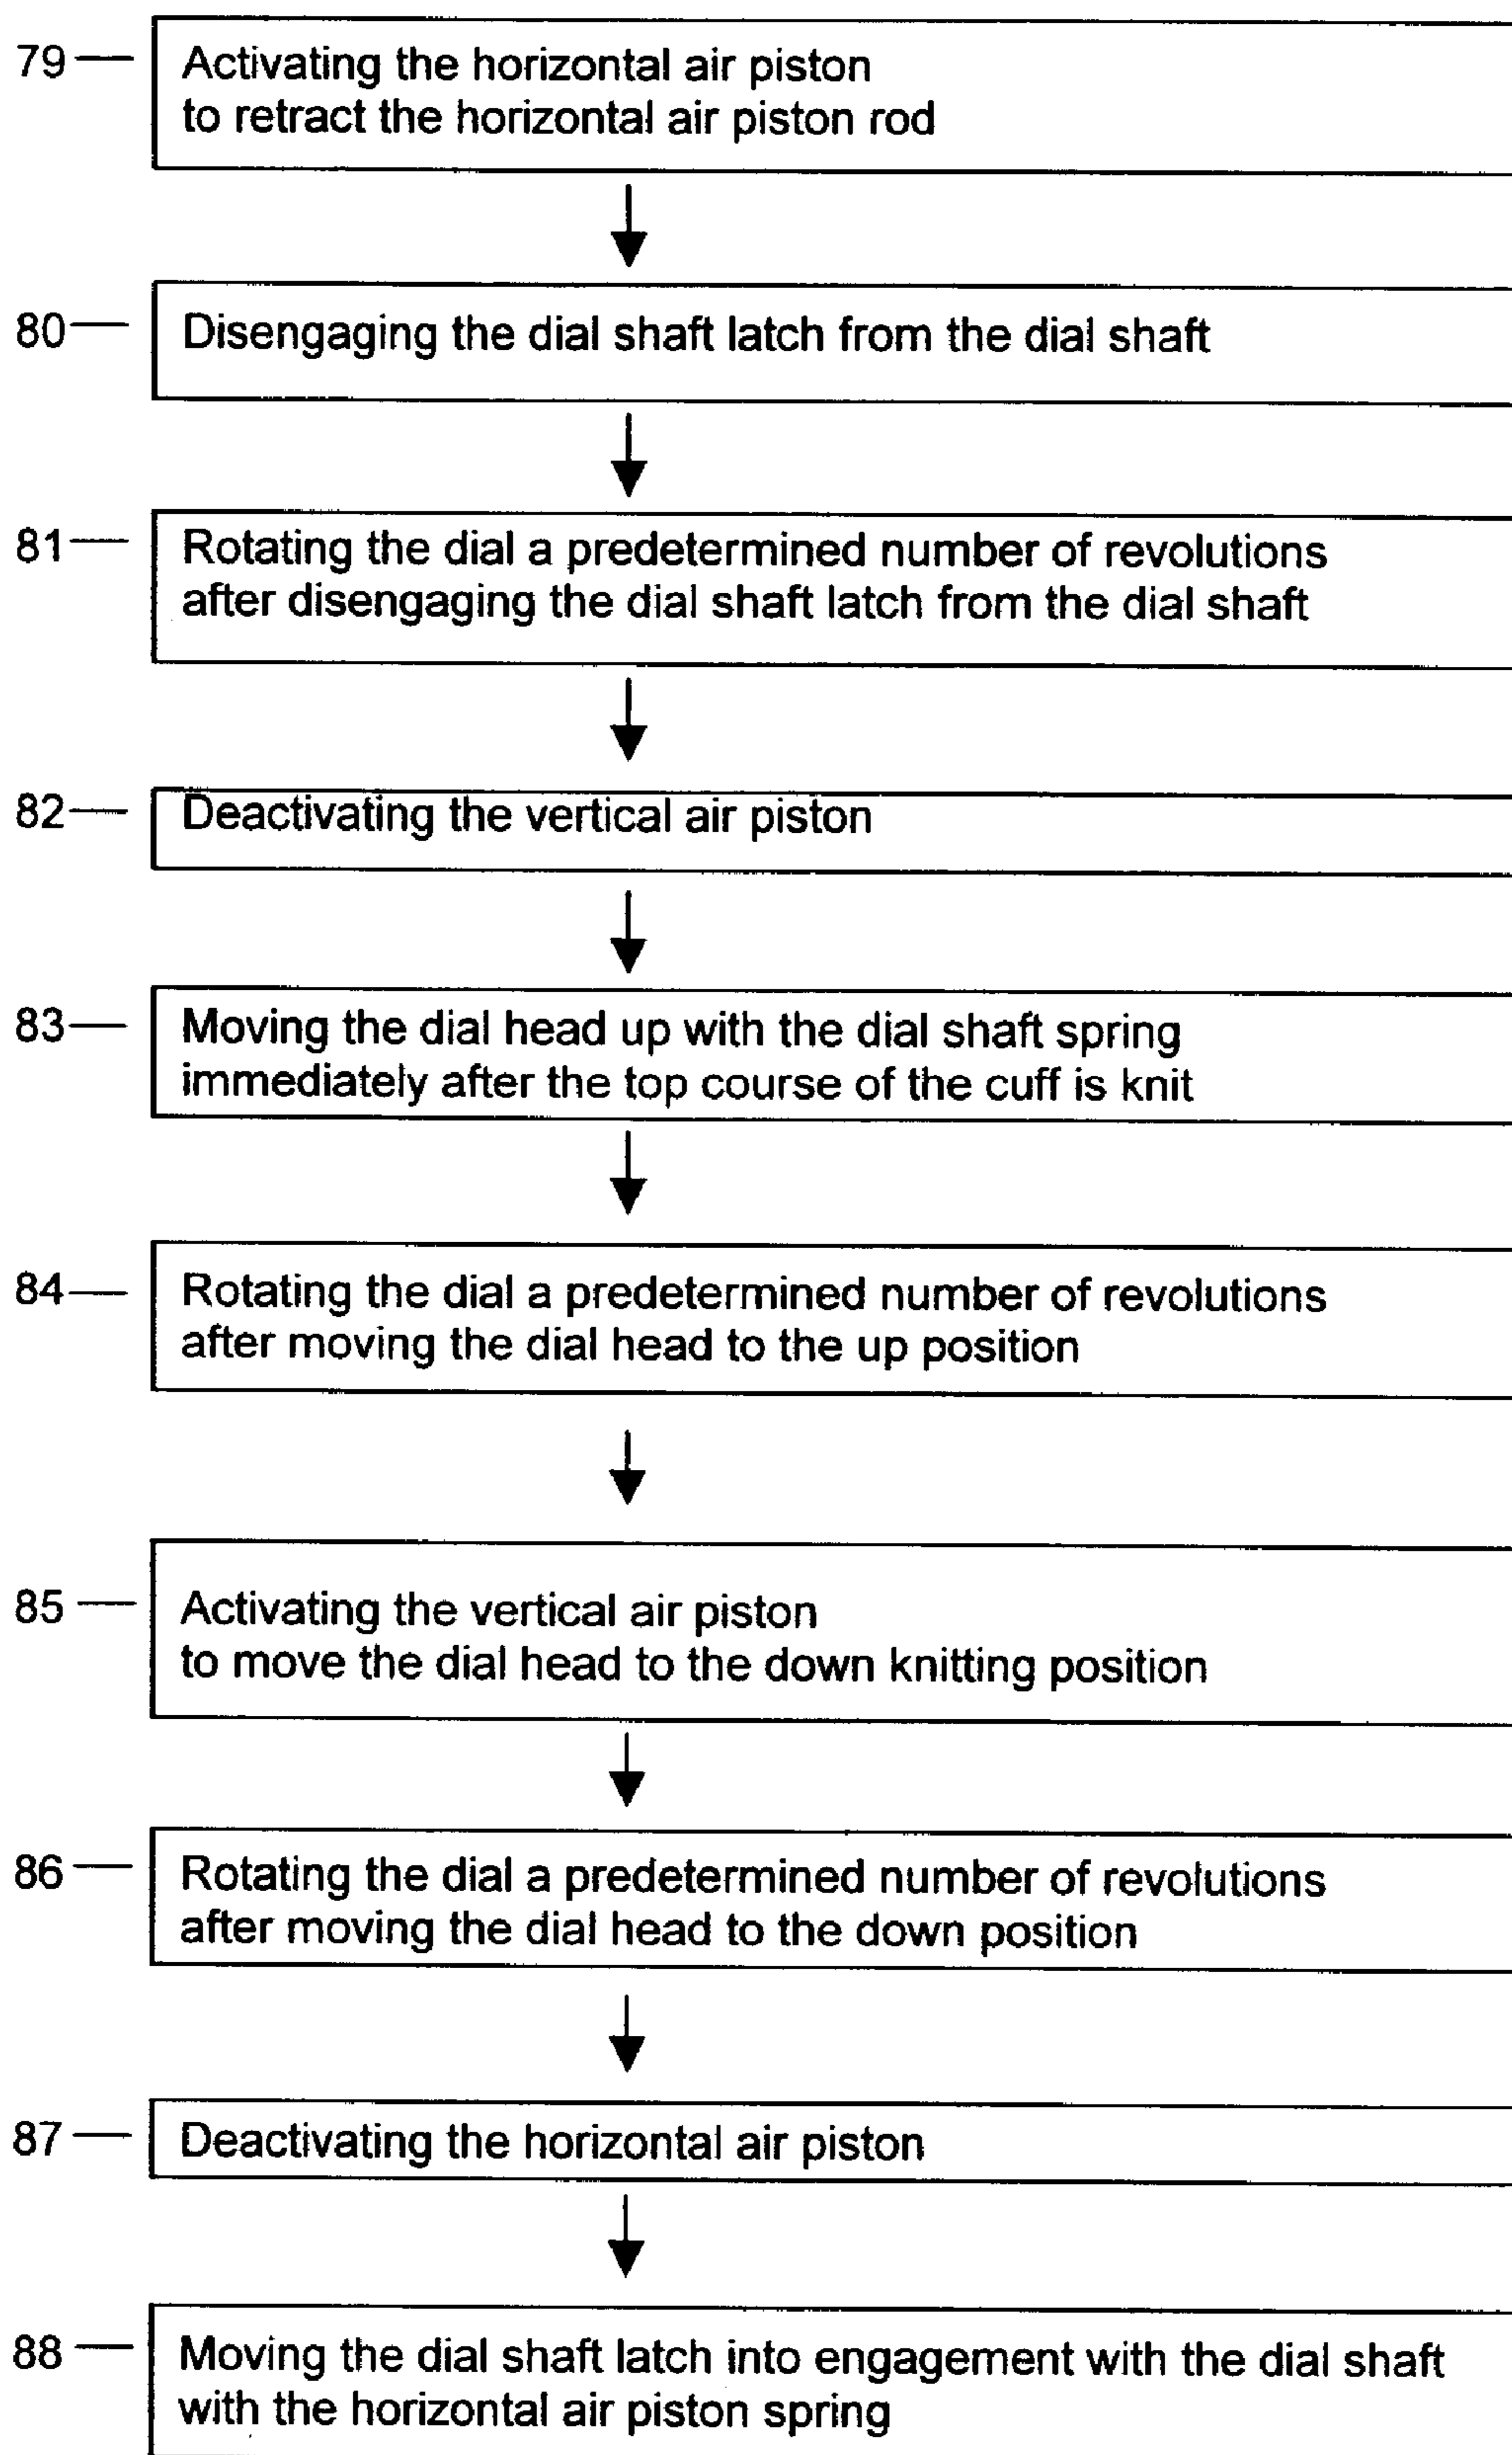 79 Activating the horizontal air piston
to retract the horizontal air piston rod
80 Disengaging the dial shaft latch from the dial shaft
81 Rotating the dial a predetermined number of revolutions
after disengaging the dial shaft latch from the dial shaft
82 Deactivating the vertical air piston
83 Moving the dial head up with the dial shaft spring
immediately after the top course of the cuff is knit
84 Rotating the dial a predetermined number of revolutions
after moving the dial head to the up position
85 Activating the vertical air piston
to move the dial head to the down knitting position
86 Rotating the dial a predetermined number of revolutions
after moving the dial head to the down position
87 Deactivating the horizontal air piston
88 Moving the dial shaft latch into engagement with the dial shaft
with the horizontal air piston spring